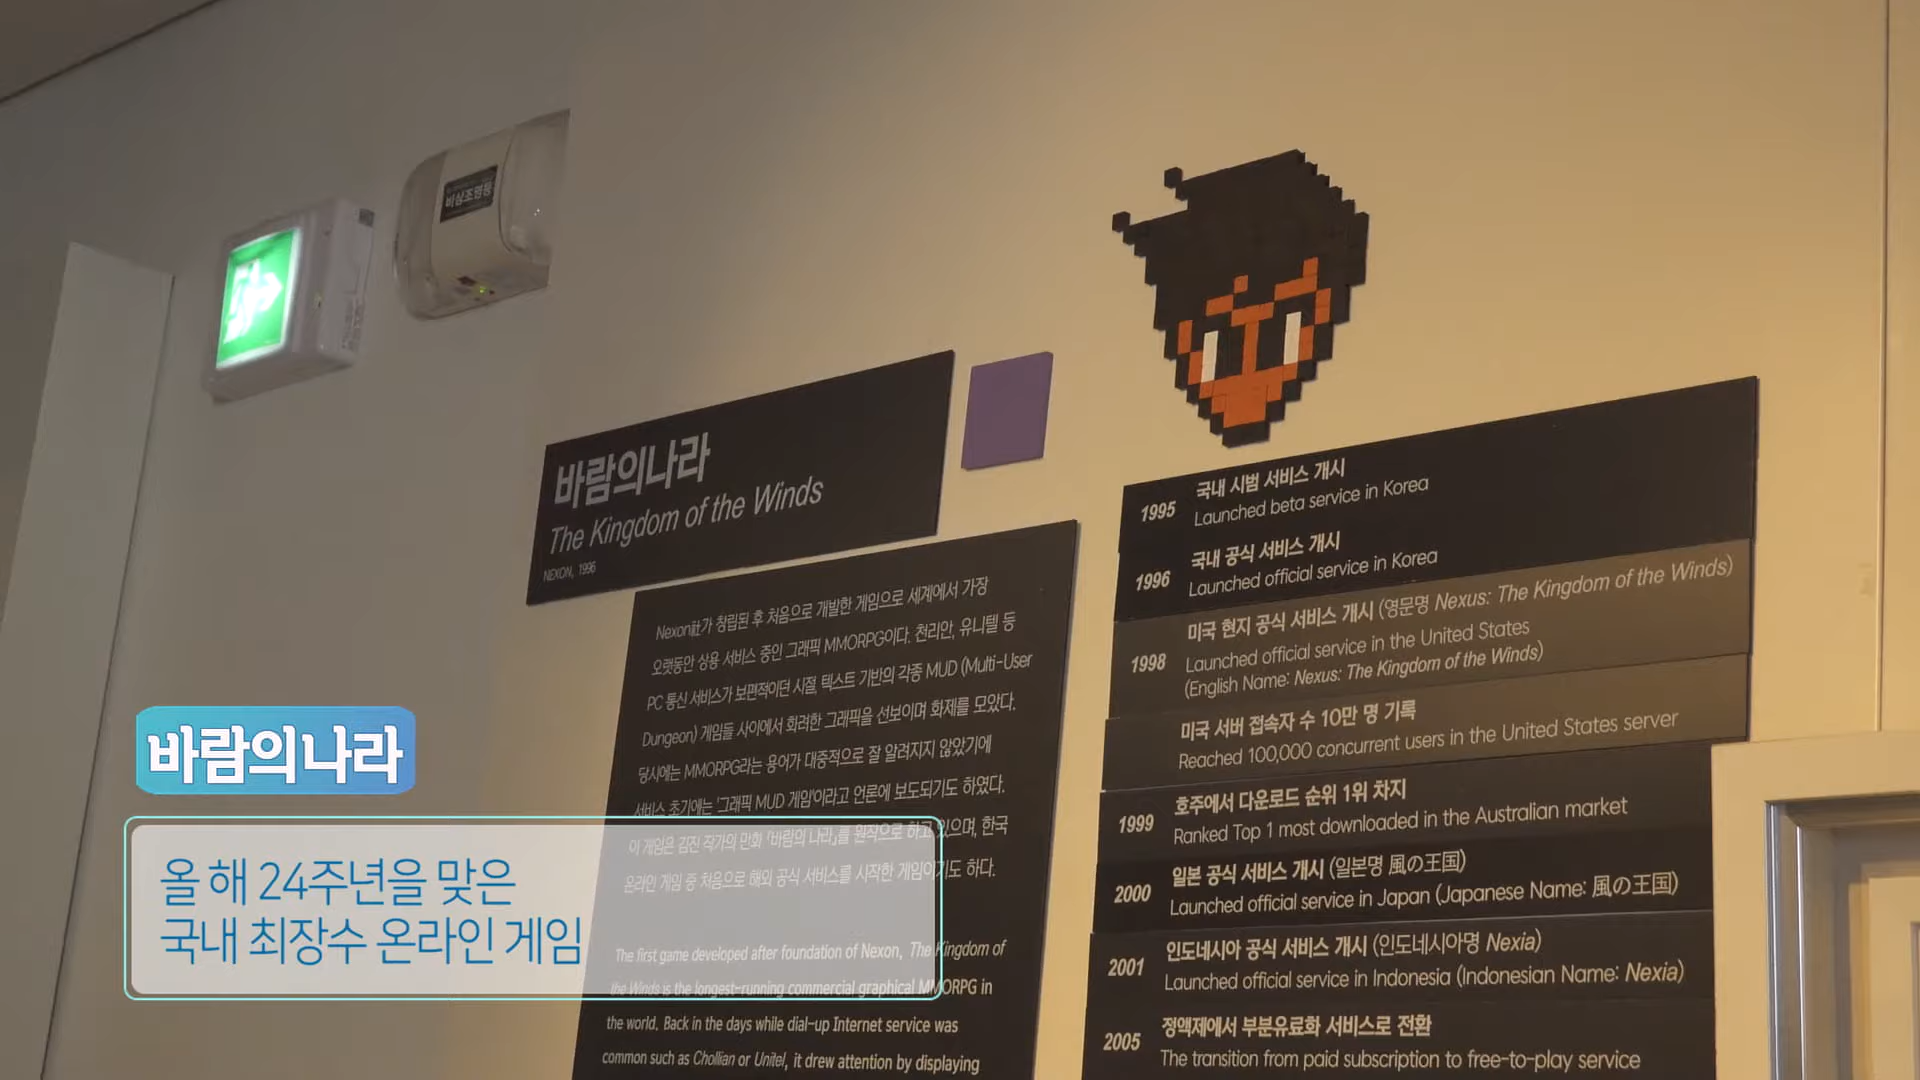 비상조명등
바람의나라
The Kingdom of the Winds
NEXON, 1996
Nexon社가 창립된 후 처음으로 개발한 게임으로 세계에서 가장
오랫동안 상용 서비스 중인 그래픽 MMORPG이다. 천리안, 유니텔 등
PC 통신 서비스가 보편적이던 시절, 텍스트 기반의 각종 MUD (Multi-User
Dungeon) 게임들 사이에서 화려한 그래픽을 선보이며 화제를 모았다.
당시에는 MMORPG라는 용어가 대중적으로 잘 알려지지 않았기에
서비스 초기에는 '그래픽 MUD 게임'이라고 언론에 보도되기도 하였다.
이 게임은 김진 작가의 만화 「바람의 나라」를 원작으로 하고 있으며, 한국
온라인 게임 중 처음으로 해외 공식 서비스를 시작한 게임이기도 하다.
The first game developed after foundation of Nexon, The Kingdom of
the Winds is the longest-running commercial graphical MMORPG in
the world. Back in the days while dial-up Internet service was
common such as Chollian or Unitel, it drew attention by displaying
1995 국내 시범 서비스 개시
Launched beta service in Korea
1996 국내 공식 서비스 개시
Launched official service in Korea
1998 미국 현지 공식 서비스 개시 (영문명 Nexus: The Kingdom of the Winds)
Launched official service in the United States
(English Name: Nexus: The Kingdom of the Winds)
미국 서버 접속자 수 10만 명 기록
Reached 100,000 concurrent users in the United States server
1999 호주에서 다운로드 순위 1위 차지
Ranked Top 1 most downloaded in the Australian market
2000 일본 공식 서비스 개시 (일본명 風の王国)
Launched official service in Japan (Japanese Name: 風の王国)
2001 인도네시아 공식 서비스 개시 (인도네시아명 Nexia)
Launched official service in Indonesia (Indonesian Name: Nexia)
2005 정액제에서 부분유료화 서비스로 전환
The transition from paid subscription to free-to-play service
바람의나라
올 해 24주년을 맞은
국내 최장수 온라인 게임